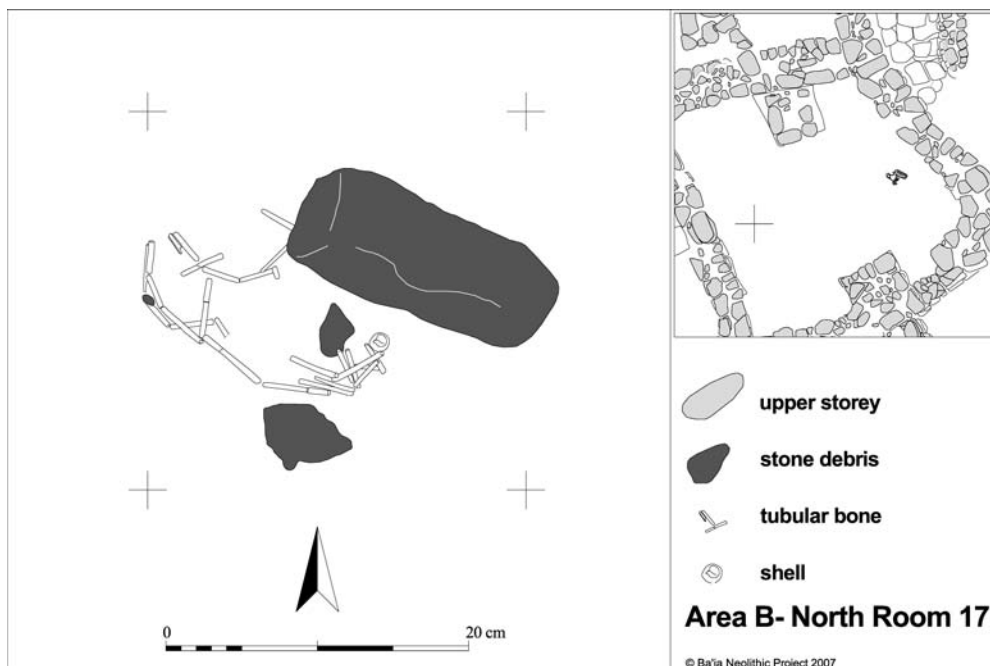 upper storey
stone debris
tubular bone
shell
0 20 cm
Area B- North Room 17
© Ba'ja Neolithic Project 2007